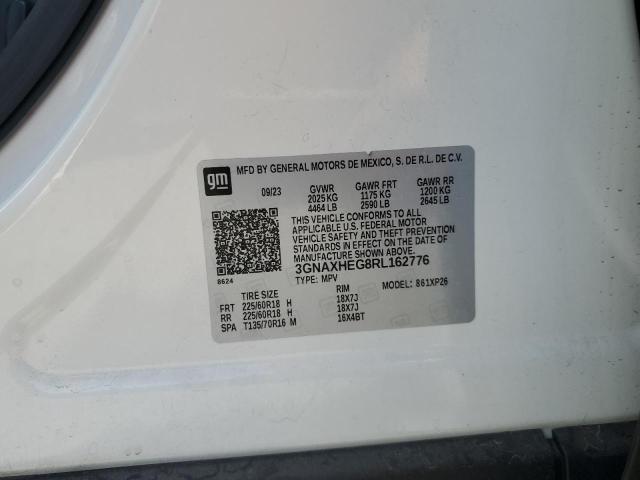 gm
MFD BY GENERAL MOTORS DE MEXICO, S. DE R.L. DE C.V.
09/23 GVWR GAWR FRT GAWR RR
2025 KG 1175 KG 1200 KG
4464 LB 2590 LB 2645 LB
THIS VEHICLE CONFORMS TO ALL
APPLICABLE U.S. FEDERAL MOTOR
VEHICLE SAFETY AND THEFT PREVENTION
STANDARDS IN EFFECT ON THE DATE OF
MANUFACTURE SHOWN ABOVE.
3GNAXHEG8RL162776
8624 TYPE: MPV MODEL: 861XP26
TIRE SIZE RIM
FRT 225/60R18 H 18X7J
RR 225/60R18 H 18X7J
SPA T135/70R16 M 16X4BT